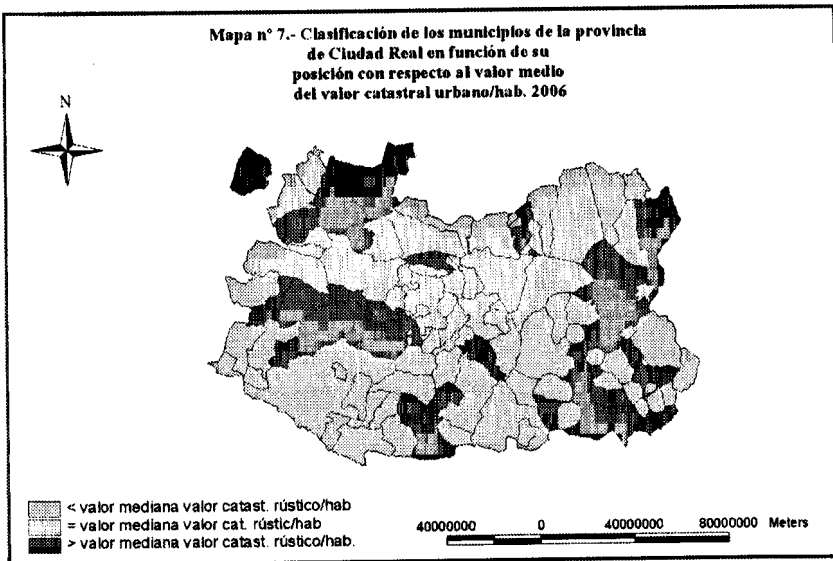 Mapa nº 7.- Clasificación de los municipios de la provincia
de Ciudad Real en función de su
posición con respecto al valor medio
del valor catastral urbano/hab. 2006
N
< valor mediana valor catast. rústico/hab
= valor mediana valor cat. rústic/hab
> valor mediana valor catast. rústico/hab.
40000000 0 40000000 80000000 Meters